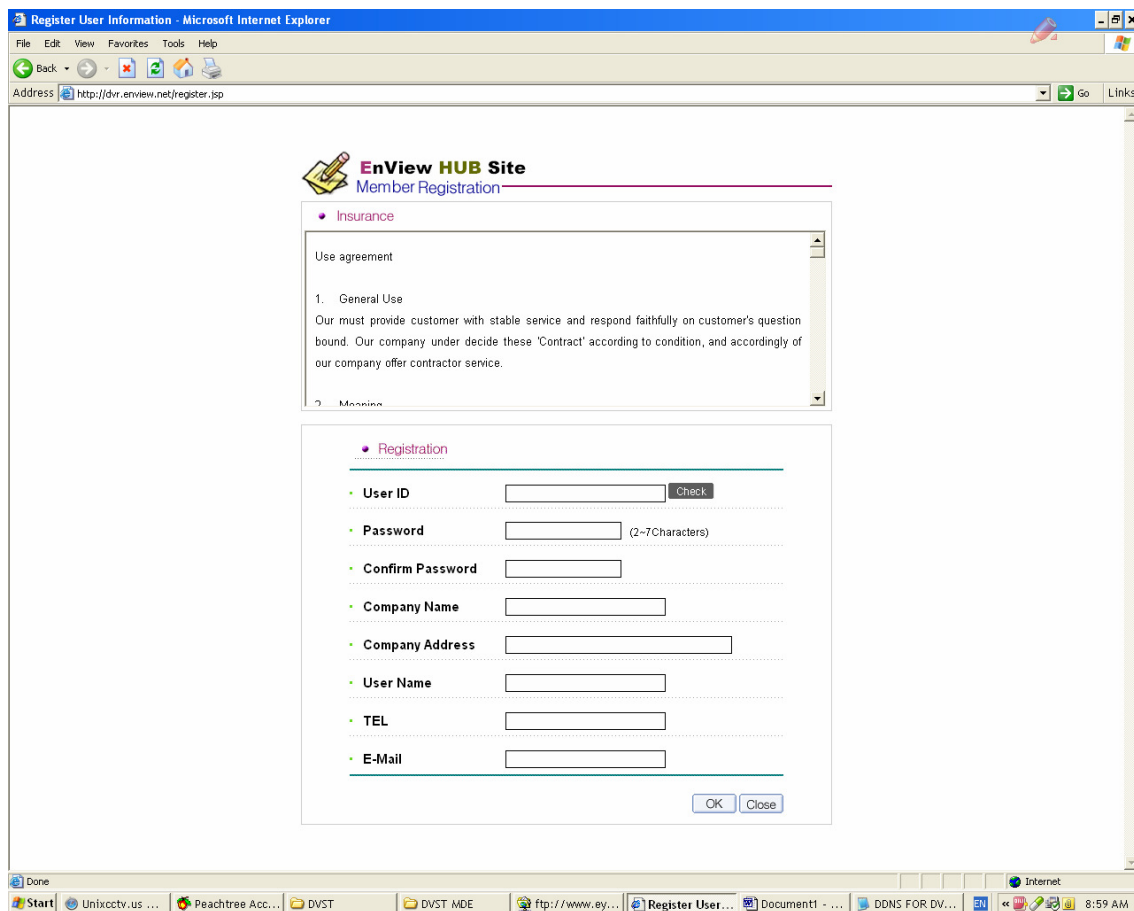 Register User Information - Microsoft Internet Explorer
File Edit View Favorites Tools Help
Back
Address http://dvr.enview.net/register.jsp Go Links
EnView HUB Site
Member Registration
Insurance
Use agreement
1. General Use
Our must provide customer with stable service and respond faithfully on customer's question
bound. Our company under decide these 'Contract' according to condition, and accordingly of
our company offer contractor service.
2. Meaning
Registration
User ID Check
Password (2~7Characters)
Confirm Password
Company Name
Company Address
User Name
TEL
E-Mail
OK Close
Done Internet
Start Unixcctv.us ... Peachtree Acc... DVST DVST MDE ftp://www.ey... Register User... Document1 - ... DDNS FOR DV... EN « 8:59 AM